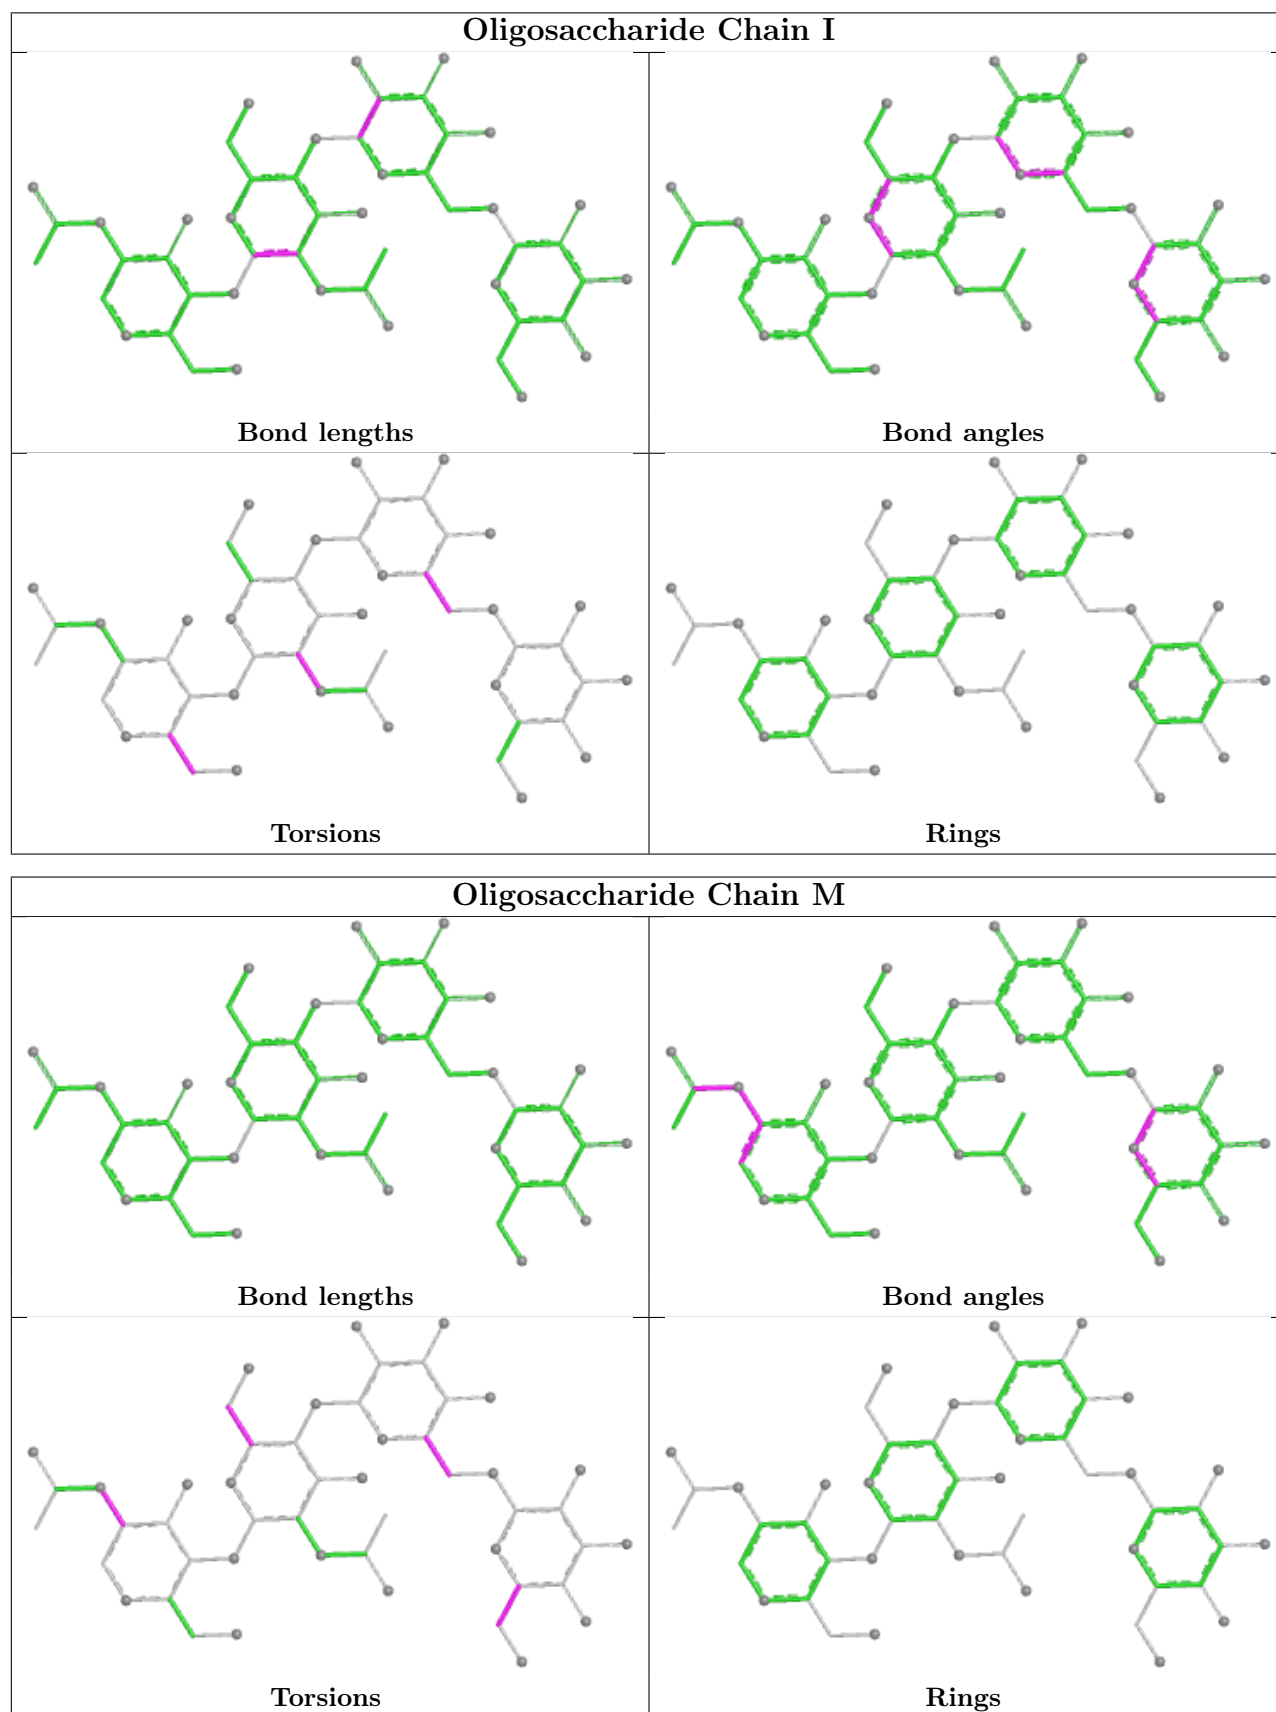 Oligosaccharide Chain I
Bond lengths
Bond angles
Torsions
Rings
Oligosaccharide Chain M
Bond lengths
Bond angles
Torsions
Rings